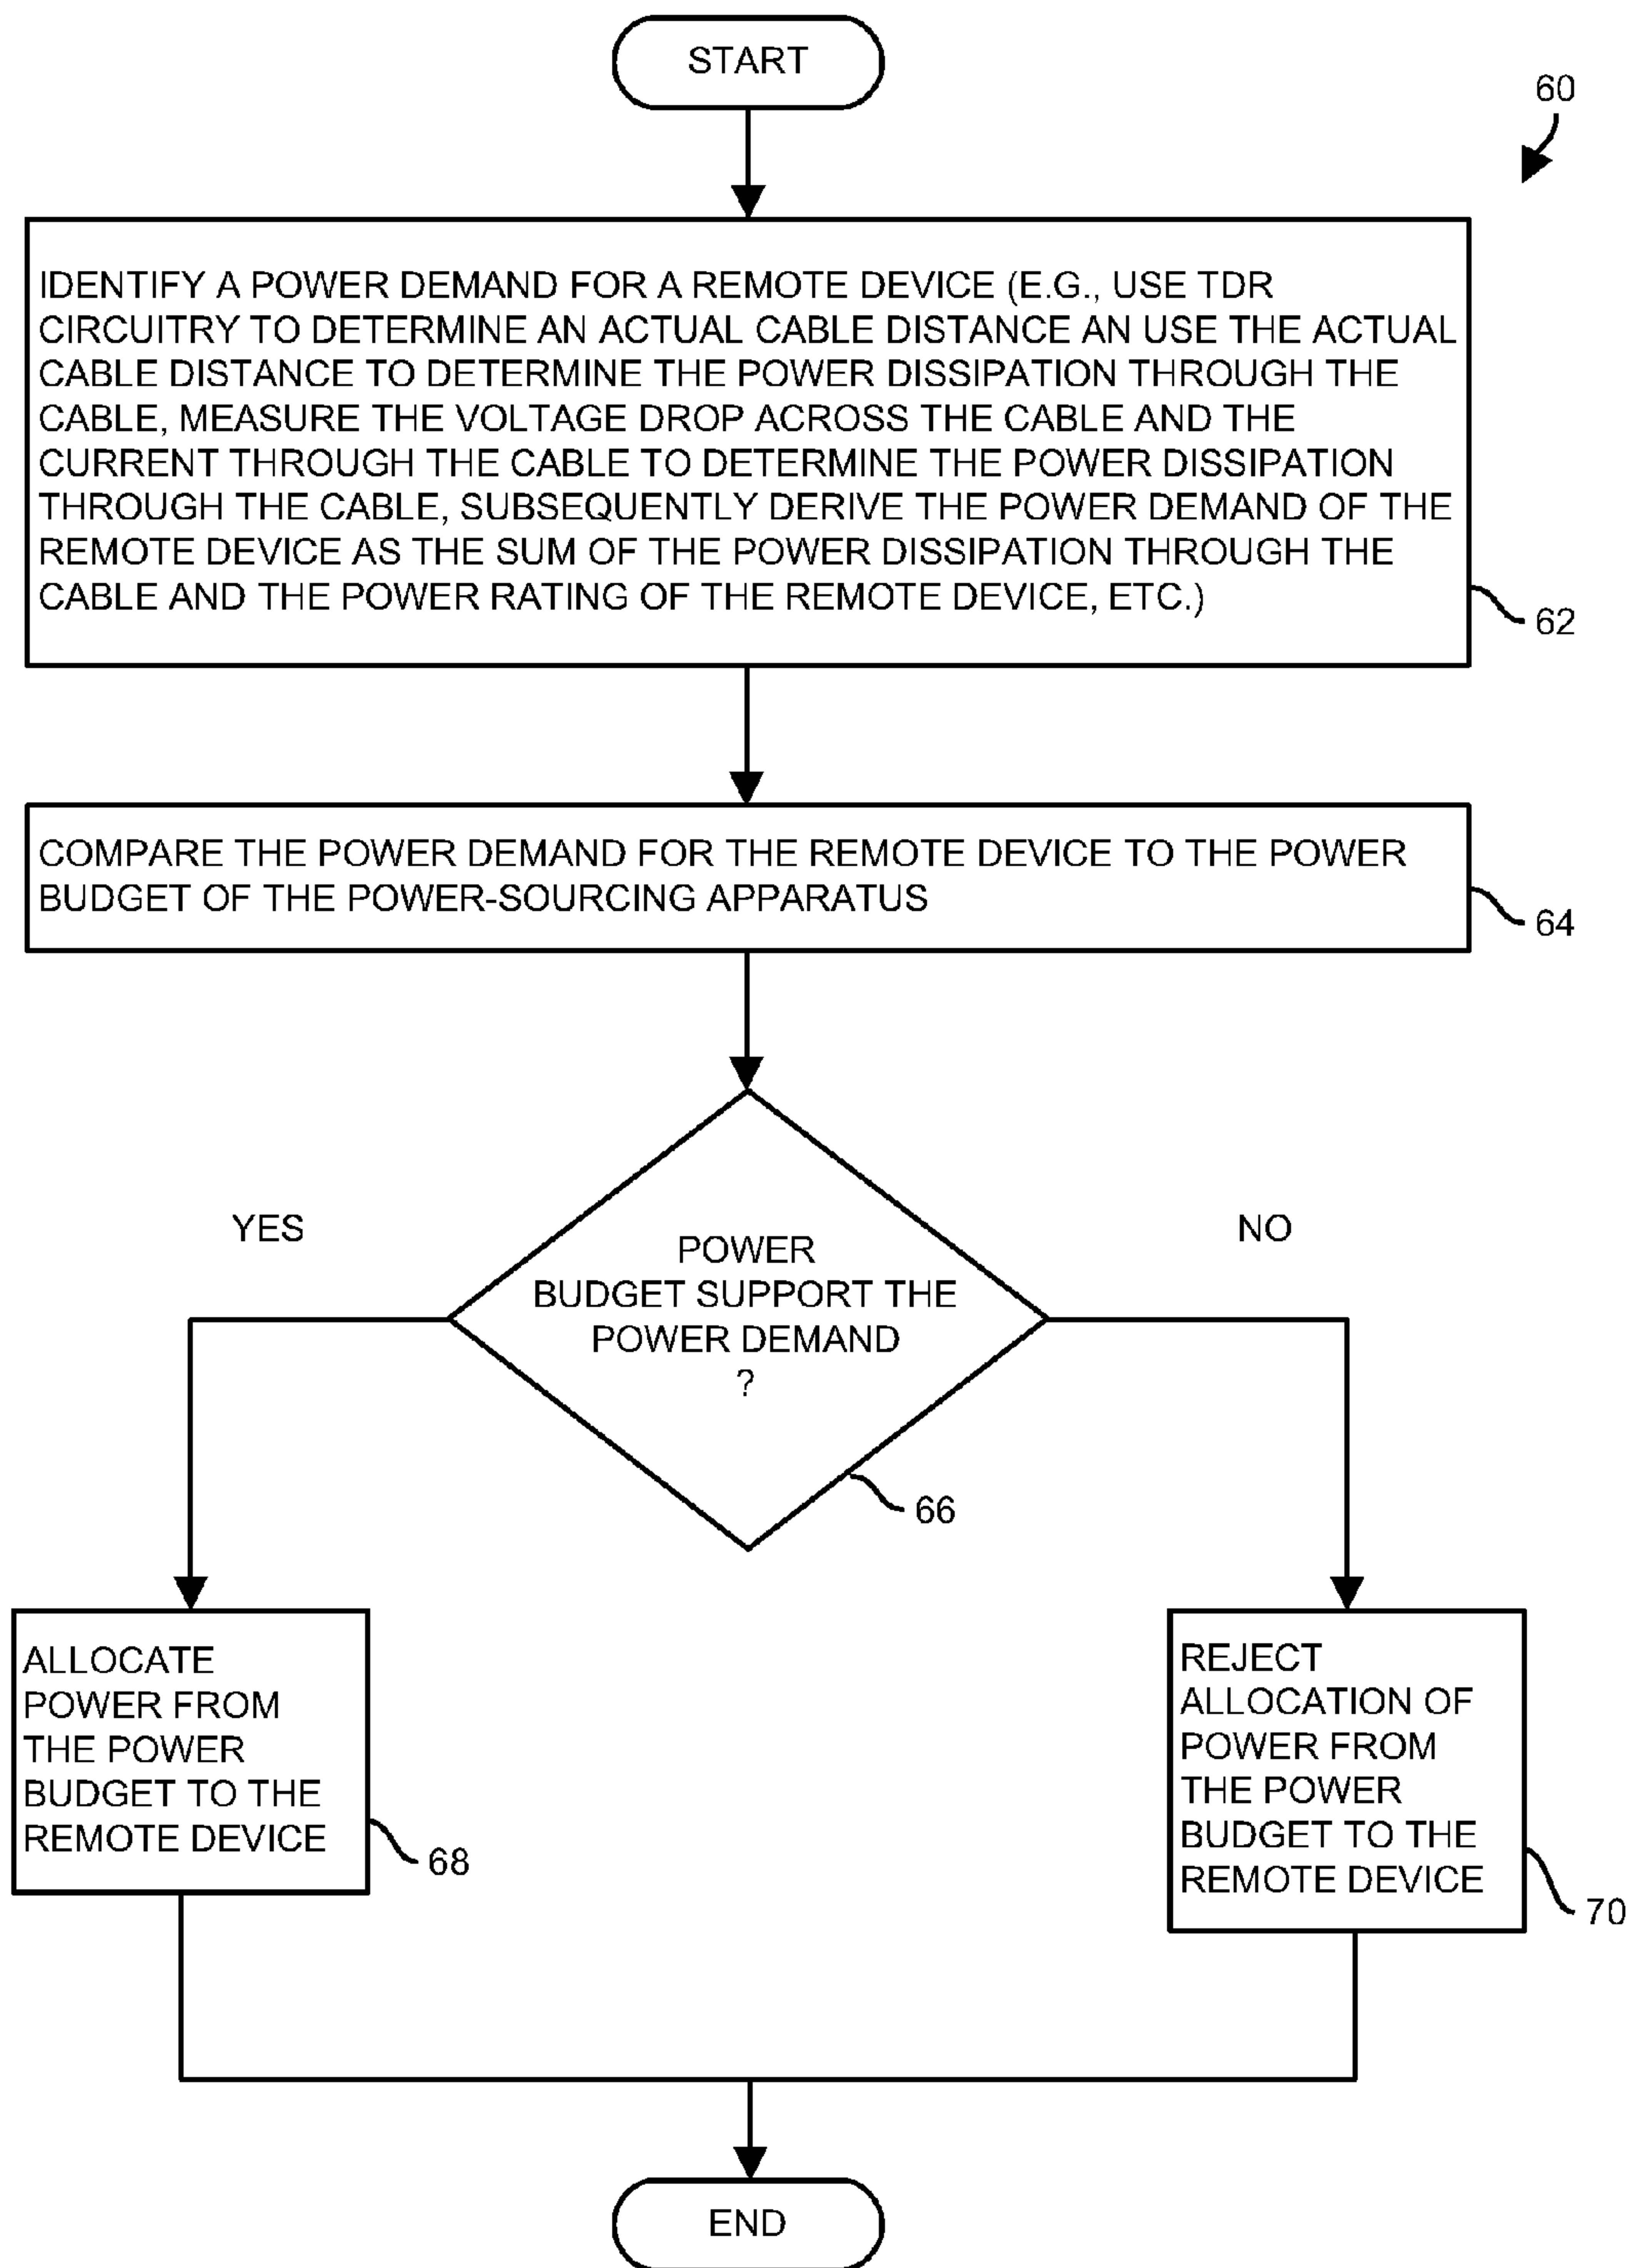 START
60
IDENTIFY A POWER DEMAND FOR A REMOTE DEVICE (E.G., USE TDR
CIRCUITRY TO DETERMINE AN ACTUAL CABLE DISTANCE AN USE THE ACTUAL
CABLE DISTANCE TO DETERMINE THE POWER DISSIPATION THROUGH THE
CABLE, MEASURE THE VOLTAGE DROP ACROSS THE CABLE AND THE
CURRENT THROUGH THE CABLE TO DETERMINE THE POWER DISSIPATION
THROUGH THE CABLE, SUBSEQUENTLY DERIVE THE POWER DEMAND OF THE
REMOTE DEVICE AS THE SUM OF THE POWER DISSIPATION THROUGH THE
CABLE AND THE POWER RATING OF THE REMOTE DEVICE, ETC.)
62
COMPARE THE POWER DEMAND FOR THE REMOTE DEVICE TO THE POWER
BUDGET OF THE POWER-SOURCING APPARATUS
64
YES
NO
POWER
BUDGET SUPPORT THE
POWER DEMAND
?
66
ALLOCATE
POWER FROM
THE POWER
BUDGET TO THE
REMOTE DEVICE
68
REJECT
ALLOCATION OF
POWER FROM
THE POWER
BUDGET TO THE
REMOTE DEVICE
70
END